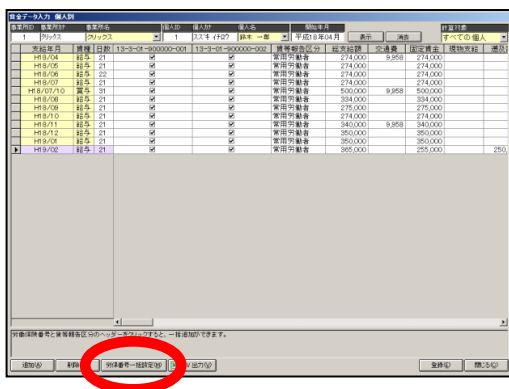 賃金データ入力 個人別
事業所ID 事業所ｶﾅ 事業所名 個人ID 個人ｶﾅ 個人名 開始年月 計算対象
1 ｸﾘｯｸｽ クリックス 1 ｽｽﾞｷ ｲﾁﾛｳ 鈴木 一郎 平成18年04月 表示 消去 すべての個人
支給年月 賃種 日数 13-3-01-900000-001 13-3-01-900000-002 賃等報告区分 総支給額 交通費 固定賃金 現物支給
H18/04 給与 21 常用労働者 274,000 9,958 274,000
H18/05 給与 21 常用労働者 274,000 274,000
H18/06 給与 22 常用労働者 274,000 274,000
H18/07 給与 21 常用労働者 274,000 274,000
H18/07/10 賞与 31 常用労働者 500,000 9,958 500,000
H18/08 給与 21 常用労働者 334,000 334,000
H18/09 給与 21 常用労働者 275,000 275,000
H18/10 給与 21 常用労働者 274,000 274,000
H18/11 給与 21 常用労働者 340,000 9,958 340,000
H18/12 給与 21 常用労働者 350,000 350,000
H19/01 給与 21 常用労働者 350,000 350,000
H19/02 給与 21 常用労働者 365,000 255,000 250,
労働保険番号と賃等報告区分のヘッダーをクリックすると、一括追加ができます。
追加(A) 削除 労保番号一括設定(M) V 出力(V) 登録(E) 閉じる(Q)